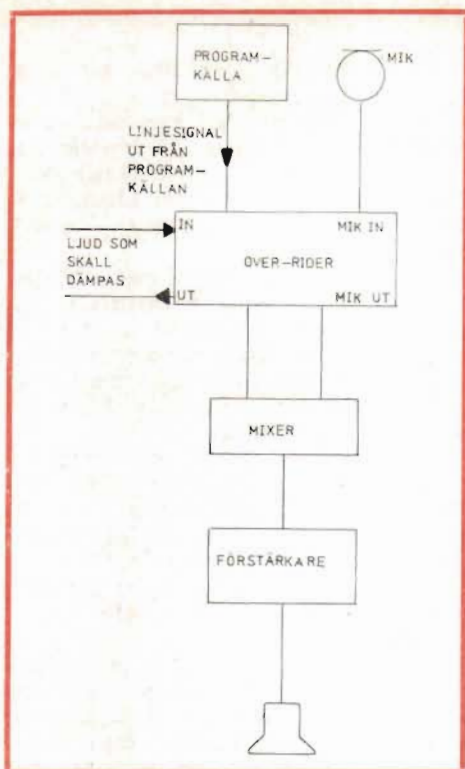 PROGRAM-
KÄLLA
MIK
LINJESIGNAL
UT FRÅN
PROGRAM-
KÄLLAN
IN
MIK IN
LJUD SOM
SKALL
DÄMPAS
OVER-RIDER
UT
MIK UT
MIXER
FÖRSTÄRKARE